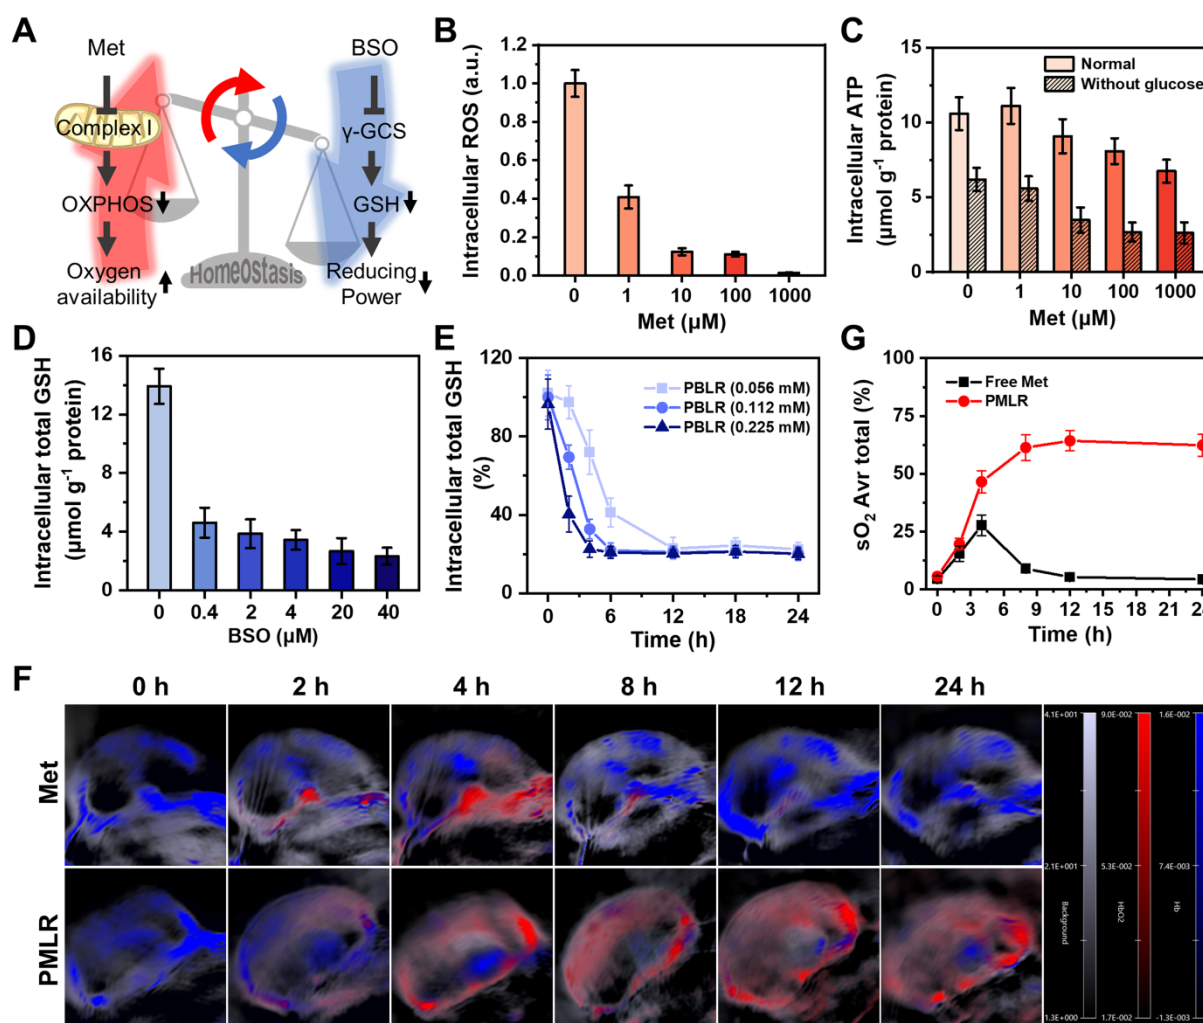 A
Met
BSO
Complex I
γ-GCS
OXPHOS
GSH
Oxygen
availability
HomeOstasis
Reducing
Power
B
Intracellular ROS (a.u.)
1.2
1.0
0.8
0.6
0.4
0.2
0.0
0 1 10 100 1000
Met (μM)
C
Intracellular ATP
(μmol g⁻¹ protein)
15
10
5
0
Normal
Without glucose
0 1 10 100 1000
Met (μM)
D
Intracellular total GSH
(μmol g⁻¹ protein)
16
12
8
4
0
0 0.4 2 4 20 40
BSO (μM)
E
Intracellular total GSH
(%)
120
80
40
0
PBLR (0.056 mM)
PBLR (0.112 mM)
PBLR (0.225 mM)
0 6 12 18 24
Time (h)
G
sO₂ Avr total (%)
100
75
50
25
0
Free Met
PMLR
0 3 6 9 12 15 18 21 24
Time (h)
F
0 h 2 h 4 h 8 h 12 h 24 h
Met
PMLR
4.1E+001 9.0E-002 1.6E-002
2.1E+001 5.3E-002 7.4E-003
Background HbO2 Hb
1.3E+000 1.7E-002 -1.3E-003